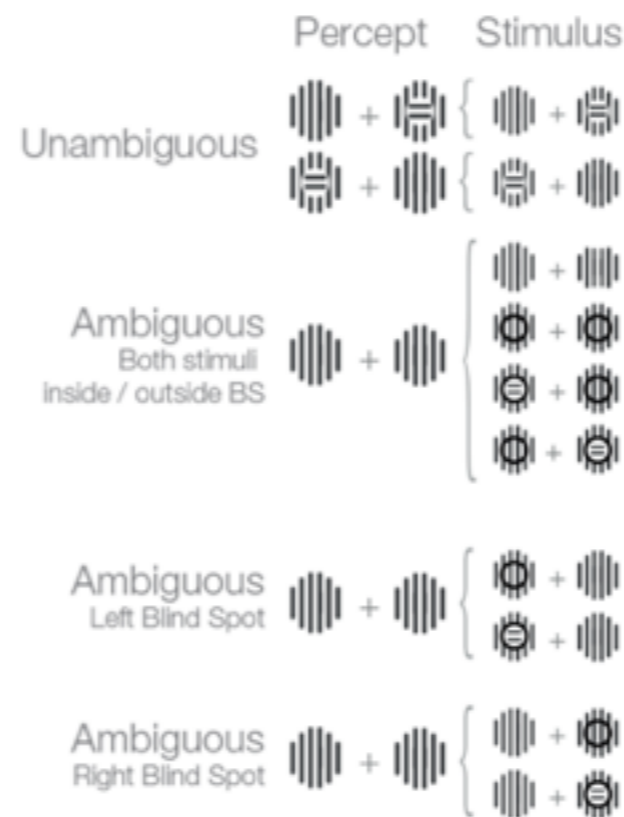 Percept Stimulus
Unambiguous
Ambiguous
Both stimuli
inside / outside BS
Ambiguous
Left Blind Spot
Ambiguous
Right Blind Spot